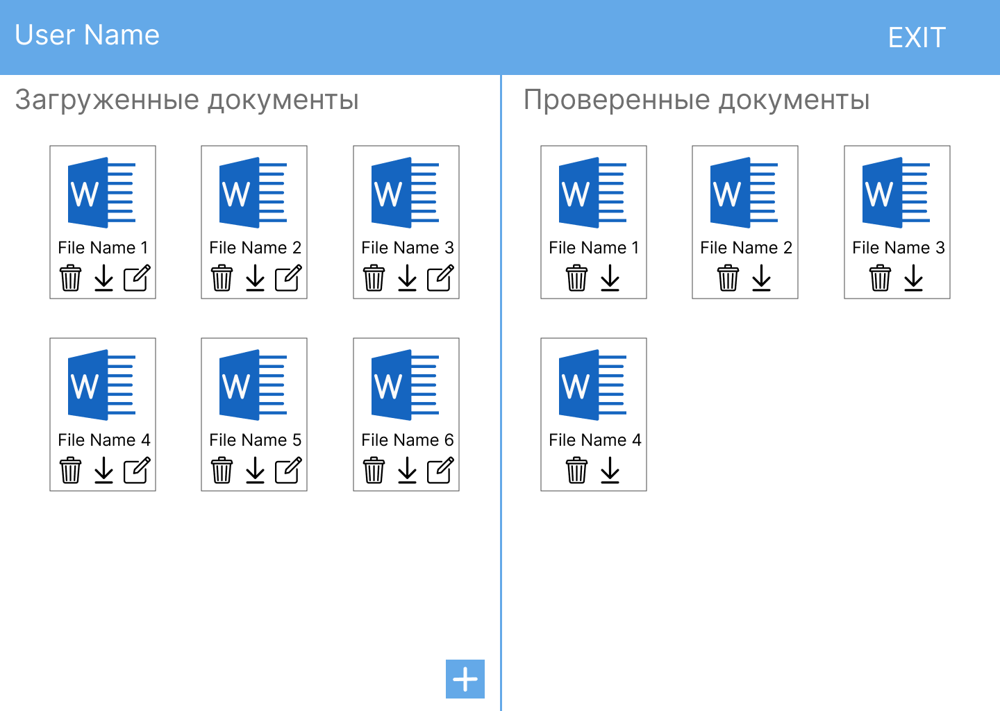 User Name
EXIT
Загруженные документы
W
File Name 1
W
File Name 2
W
File Name 3
W
File Name 4
W
File Name 5
W
File Name 6
Проверенные документы
W
File Name 1
W
File Name 2
W
File Name 3
W
File Name 4